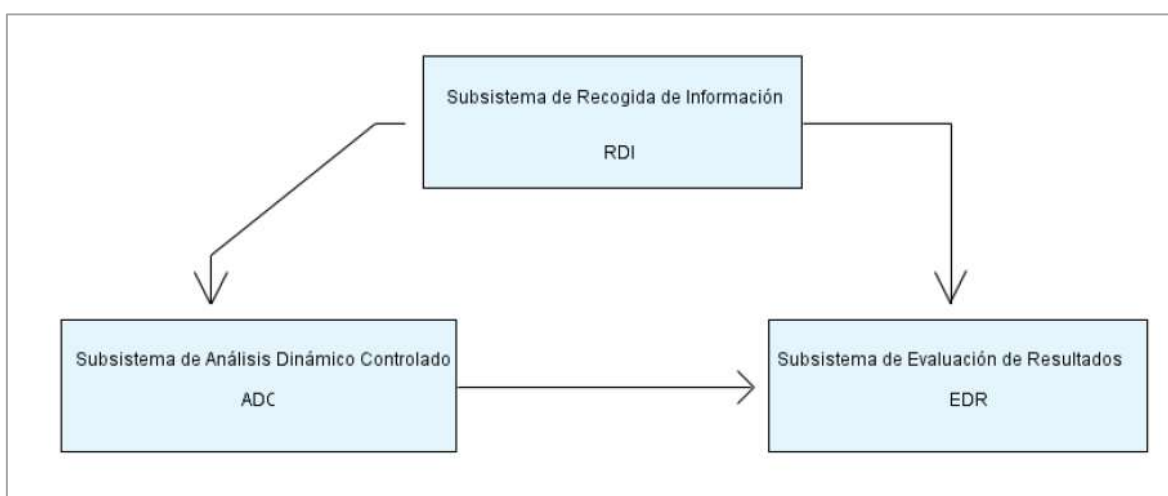 Subsistema de Recogida de Información
RDI
Subsistema de Análisis Dinámico Controlado
ADC
Subsistema de Evaluación de Resultados
EDR